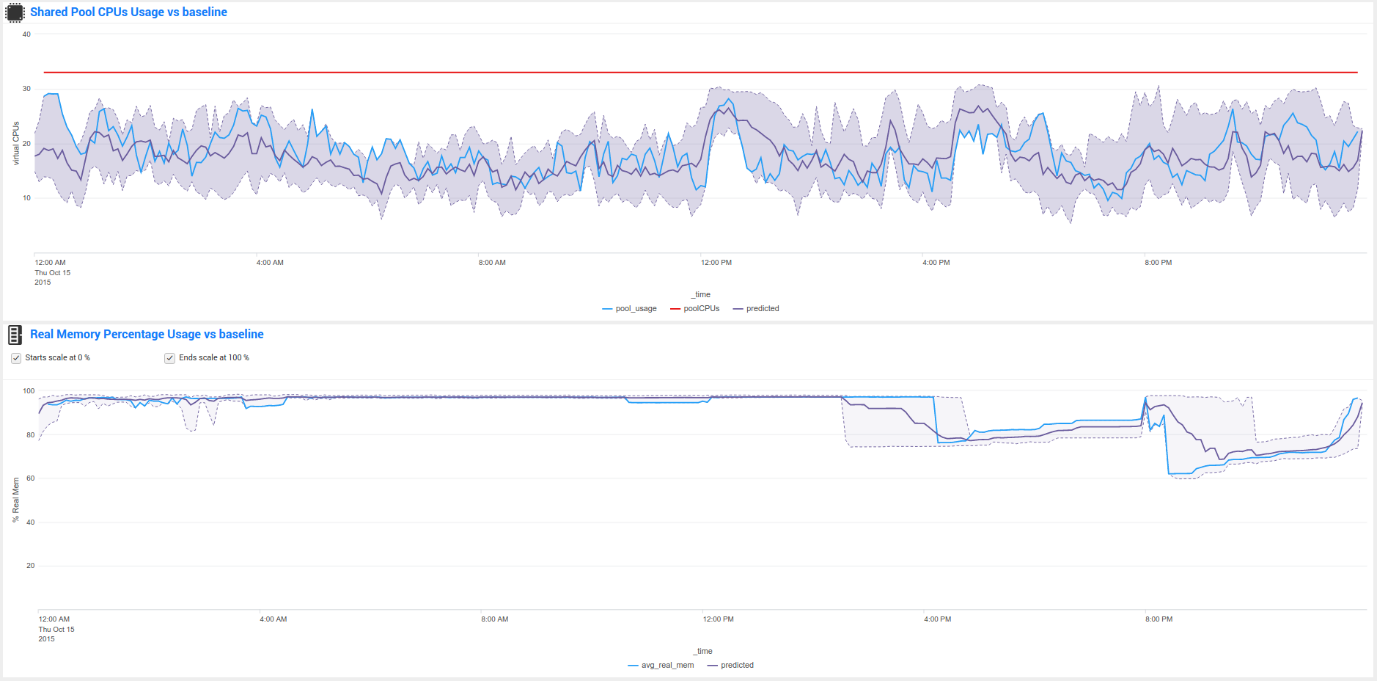 Shared Pool CPUs Usage vs baseline
40
30
20
10
virtual CPUs
12:00 AM 4:00 AM 8:00 AM 12:00 PM 4:00 PM 8:00 PM
Thu Oct 15
2015
_time
pool_usage poolCPUs predicted
Real Memory Percentage Usage vs baseline
Starts scale at 0 % Ends scale at 100 %
100
80
60
40
20
% Real Mem
12:00 AM 4:00 AM 8:00 AM 12:00 PM 4:00 PM 8:00 PM
Thu Oct 15
2015
_time
avg_real_mem predicted